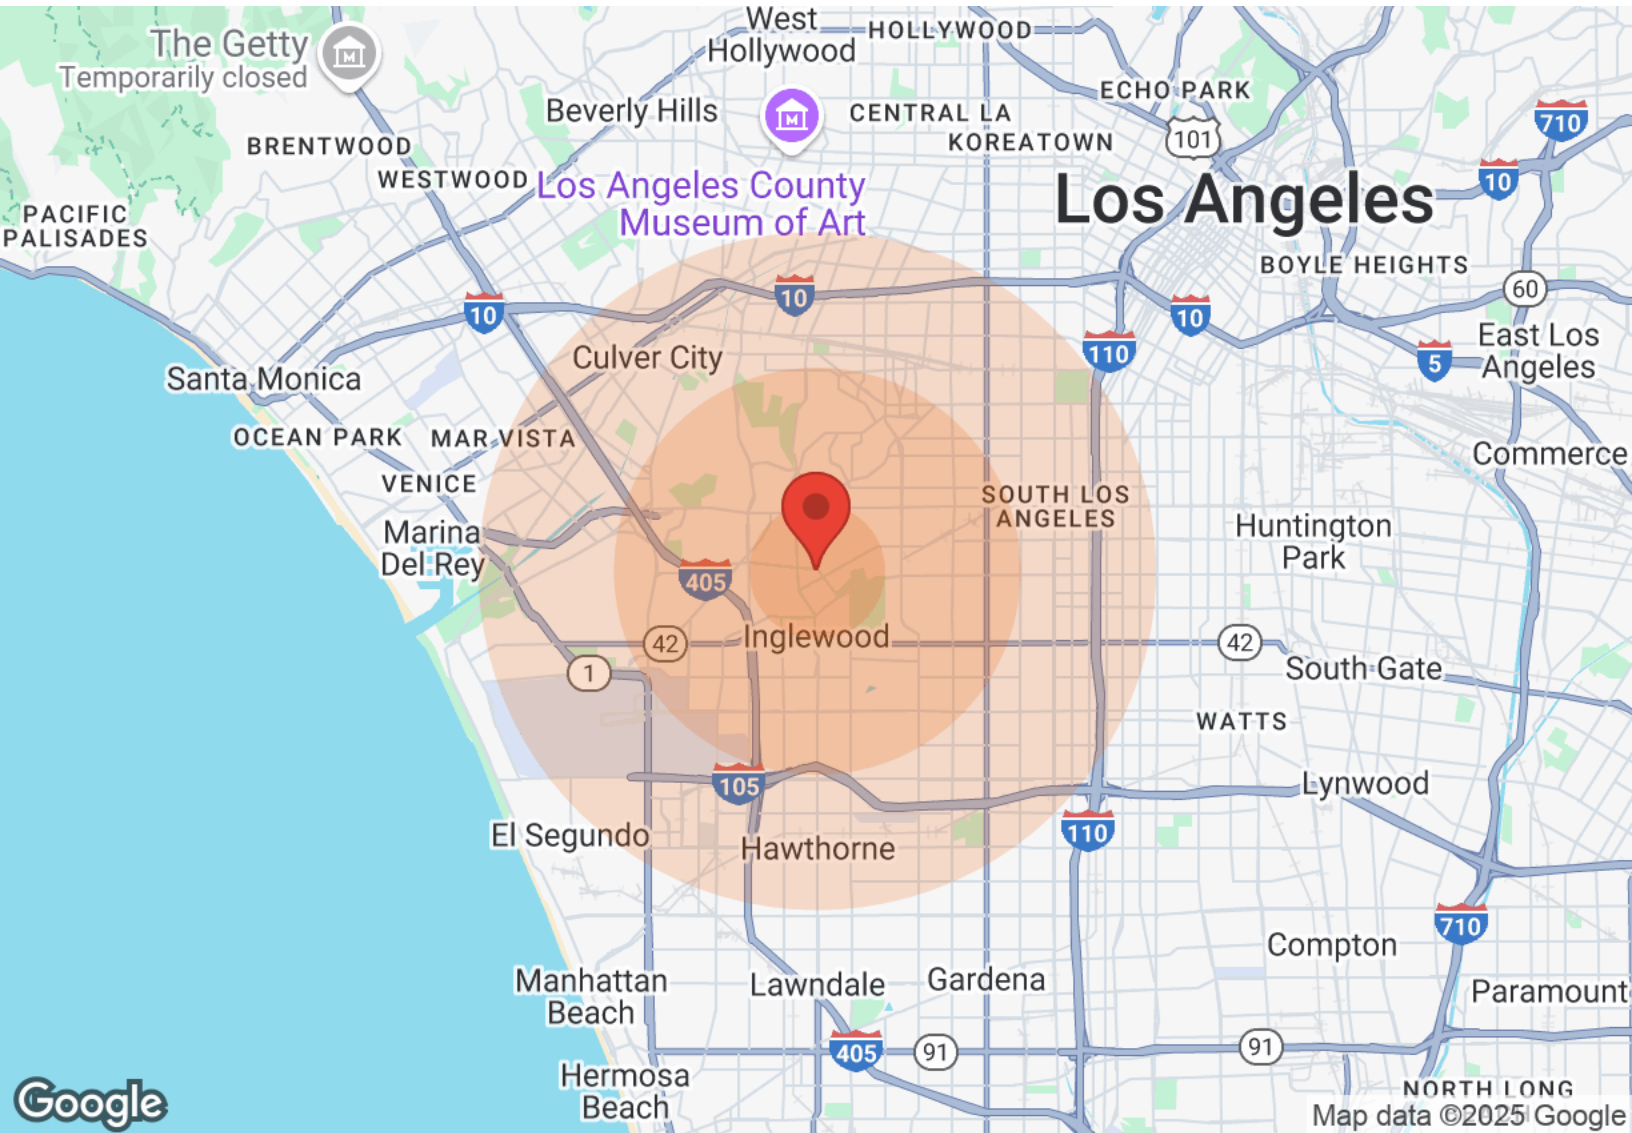 West
Hollywood
HOLLYWOOD
The Getty
Temporarily closed
ECHO PARK
Beverly Hills
CENTRAL LA
710
101
BRENTWOOD
KOREATOWN
WESTWOOD
Los Angeles County
Museum of Art
10
Los Angeles
PACIFIC
PALISADES
BOYLE HEIGHTS
10
60
10
10
East Los
Angeles
Culver City
110
5
Santa Monica
OCEAN PARK
MAR VISTA
Commerce
VENICE
SOUTH LOS
ANGELES
Marina
Del Rey
Huntington
Park
405
Inglewood
42
42
1
South Gate
WATTS
105
Lynwood
El Segundo
110
Hawthorne
710
Compton
Manhattan
Beach
Lawndale
Gardena
Paramount
405
91
91
Hermosa
Beach
NORTH LONG
Google
Map data ©2025 Google